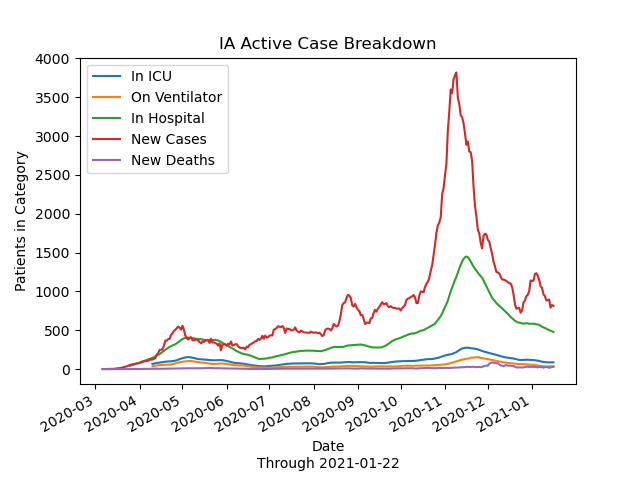 IA Active Case Breakdown
4000
3500
3000
2500
2000
1500
1000
500
0
Patients in Category
In ICU
On Ventilator
In Hospital
New Cases
New Deaths
2020-03
2020-04
2020-05
2020-06
2020-07
2020-08
2020-09
2020-10
2020-11
2020-12
2021-01
Date
Through 2021-01-22